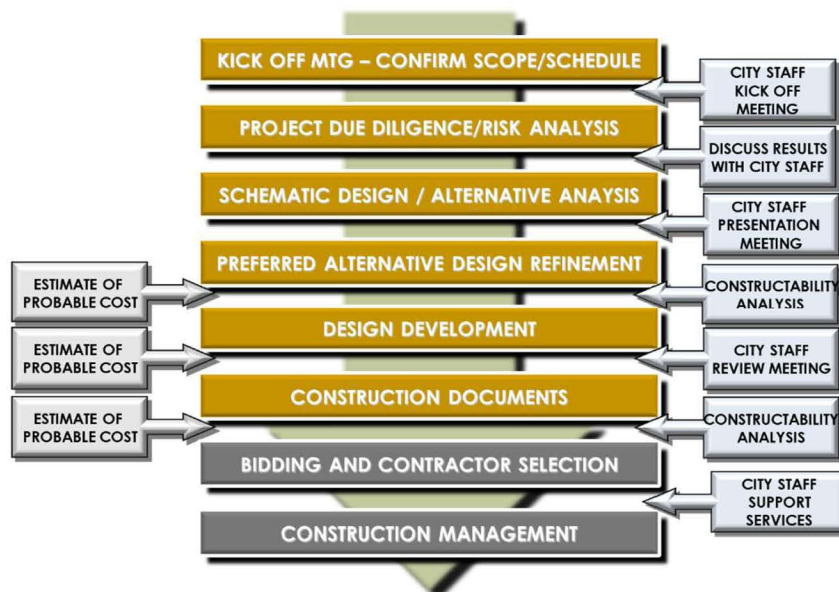 KICK OFF MTG – CONFIRM SCOPE/SCHEDULE
CITY STAFF
KICK OFF
MEETING
PROJECT DUE DILIGENCE/RISK ANALYSIS
DISCUSS RESULTS
WITH CITY STAFF
SCHEMATIC DESIGN / ALTERNATIVE ANAYSIS
CITY STAFF
PRESENTATION
MEETING
PREFERRED ALTERNATIVE DESIGN REFINEMENT
ESTIMATE OF
PROBABLE COST
CONSTRUCTABILITY
ANALYSIS
DESIGN DEVELOPMENT
ESTIMATE OF
PROBABLE COST
CITY STAFF
REVIEW MEETING
CONSTRUCTION DOCUMENTS
ESTIMATE OF
PROBABLE COST
CONSTRUCTABILITY
ANALYSIS
BIDDING AND CONTRACTOR SELECTION
CITY STAFF
SUPPORT
SERVICES
CONSTRUCTION MANAGEMENT